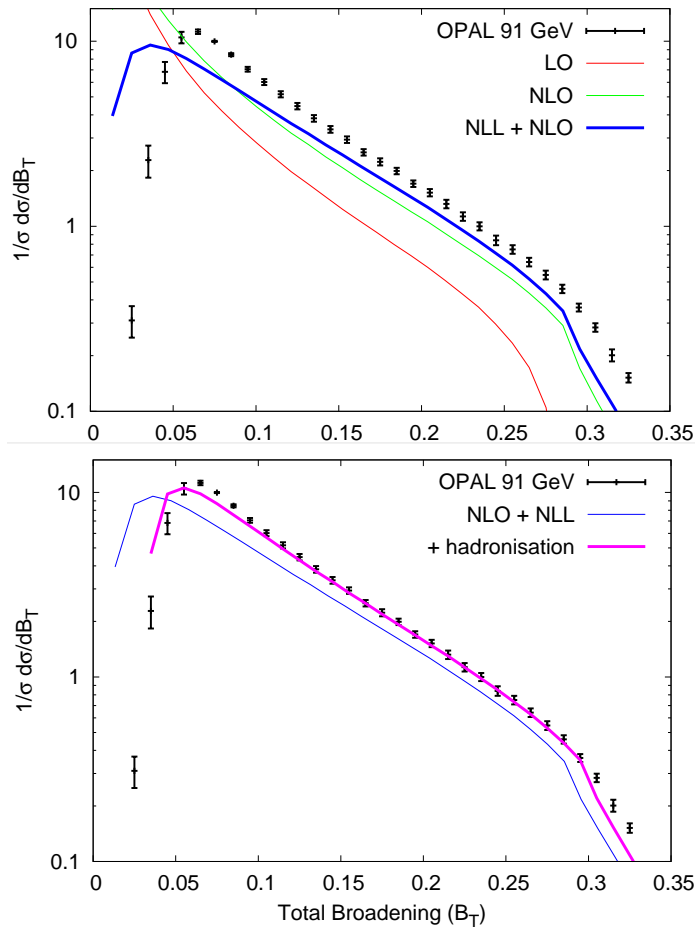 10
1
0.1
1/σ dσ/dB_T
OPAL 91 GeV
LO
NLO
NLL + NLO
0 0.05 0.1 0.15 0.2 0.25 0.3 0.35
10
1
0.1
1/σ dσ/dB_T
OPAL 91 GeV
NLO + NLL
+ hadronisation
0 0.05 0.1 0.15 0.2 0.25 0.3 0.35
Total Broadening (B_T)